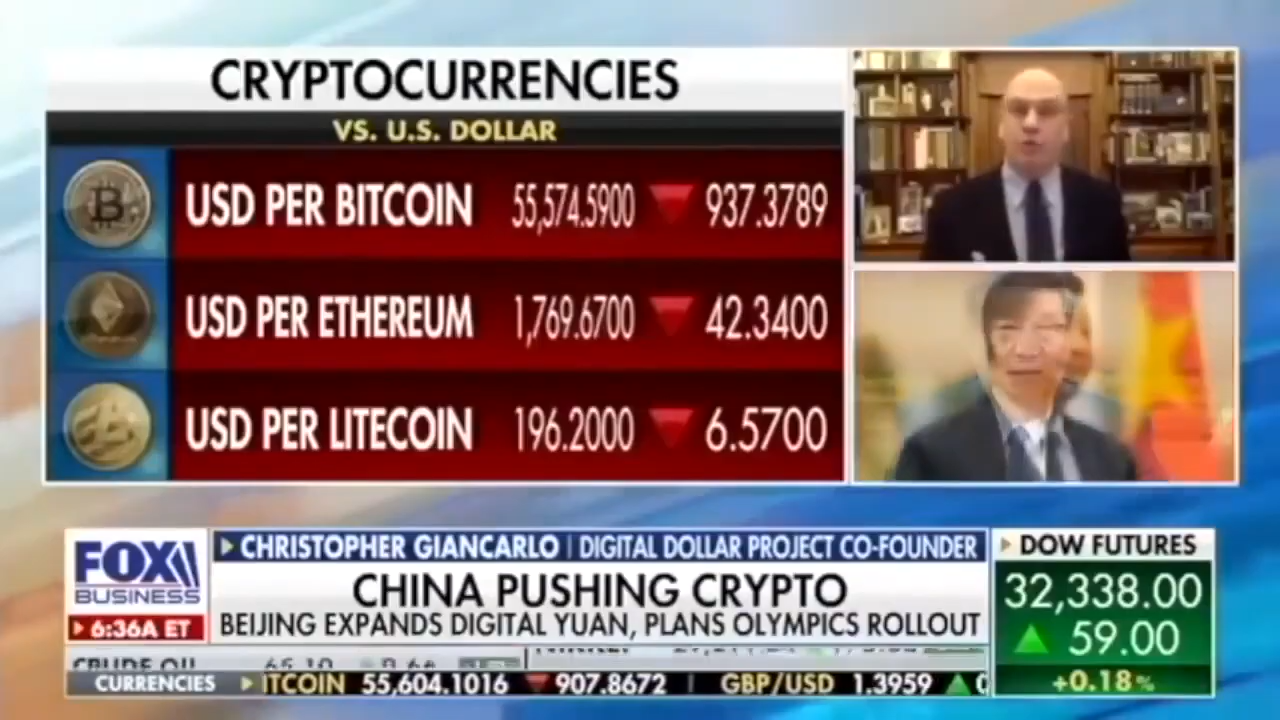 CRYPTOCURRENCIES
VS. U.S. DOLLAR
USD PER BITCOIN 55,574.5900 ▼ 937.3789
USD PER ETHEREUM 1,769.6700 ▼ 42.3400
USD PER LITECOIN 196.2000 ▼ 6.5700
FOX
BUSINESS
6:36A ET
CHRISTOPHER GIANCARLO | DIGITAL DOLLAR PROJECT CO-FOUNDER
CHINA PUSHING CRYPTO
BEIJING EXPANDS DIGITAL YUAN, PLANS OLYMPICS ROLLOUT
DOW FUTURES
32,338.00
▲ 59.00
+0.18%
CRUDE OIL
CURRENCIES ITCOIN 55,604.1016 ▼ 907.8672 | GBP/USD 1.3959 ▲